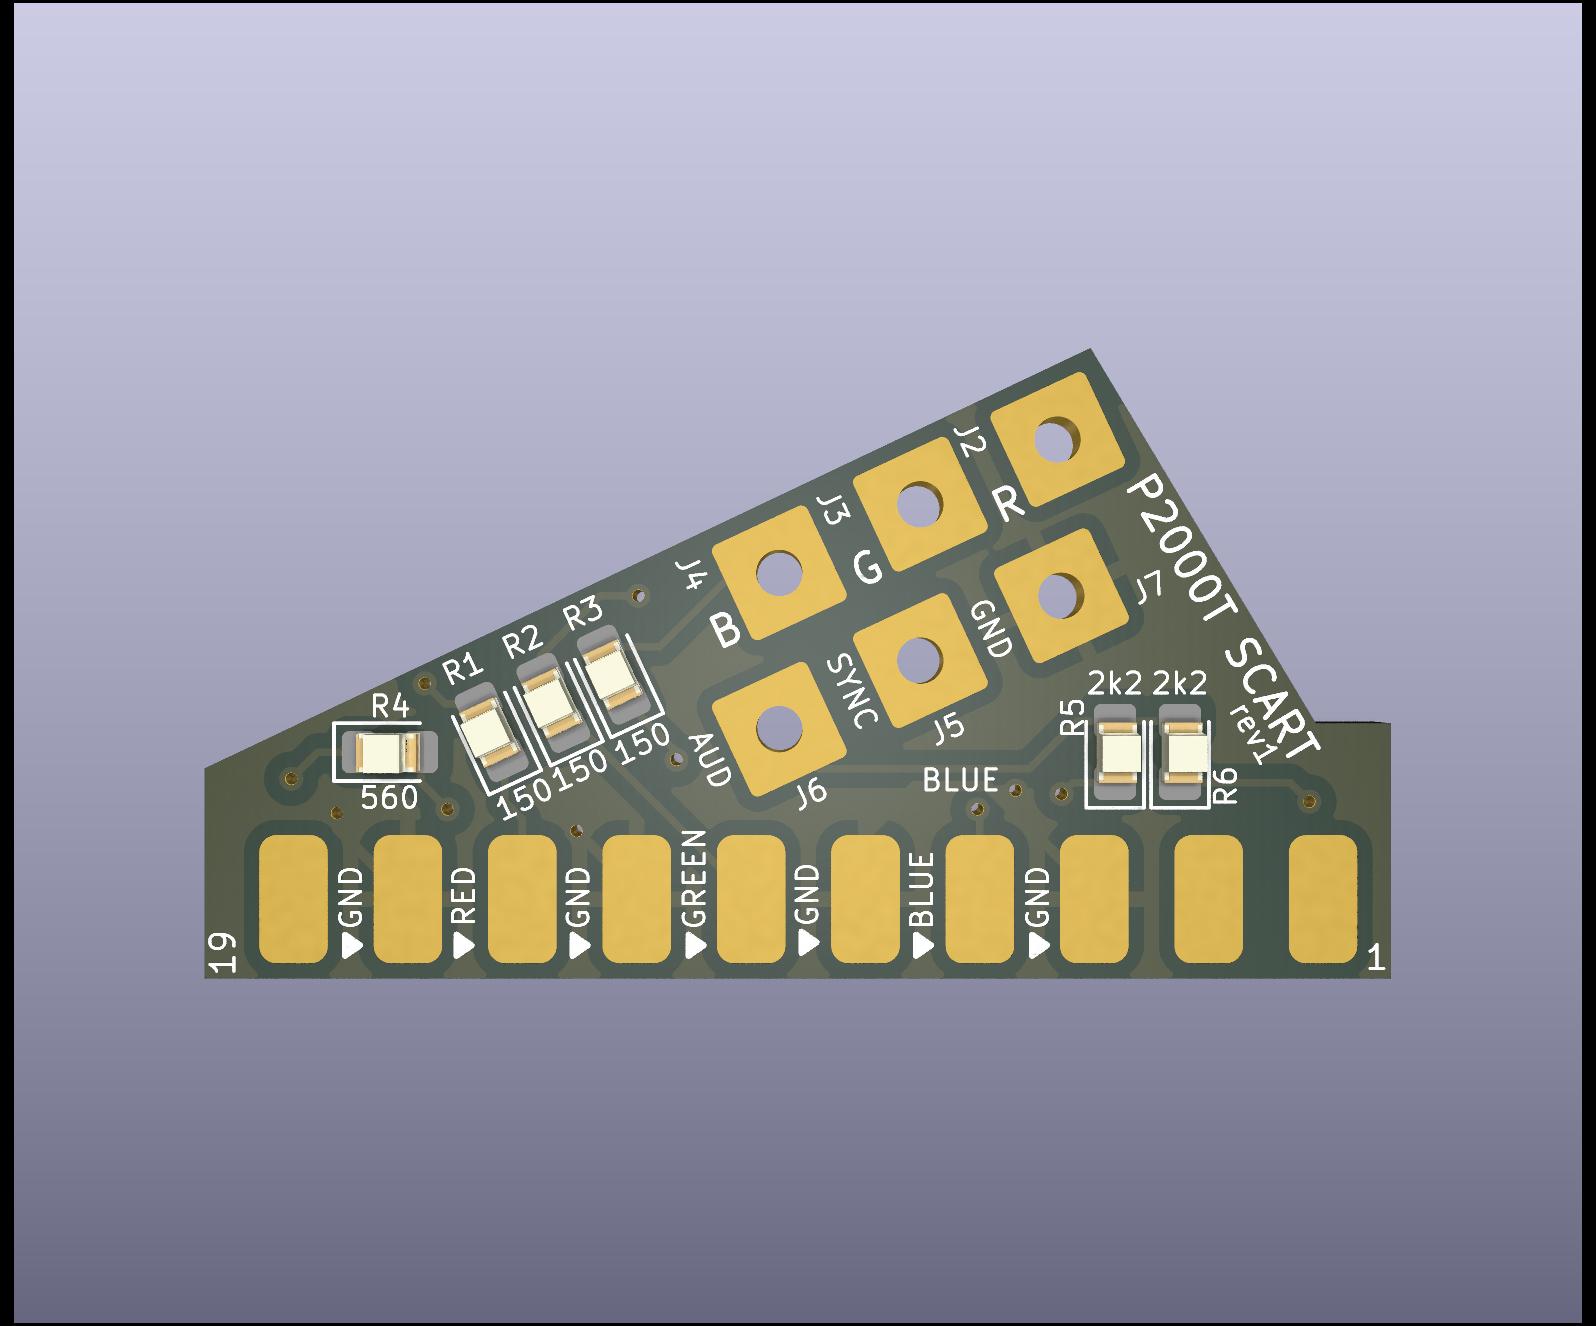 J2
R
J3
G
J4
B
P2000T SCART
rev1
J7
GND
SYNC
J5
AUD
J6
R3
R2
R1
R4
150
150
150
560
2k2
2k2
R5
R6
BLUE
19
GND
RED
GND
GREEN
GND
BLUE
GND
1